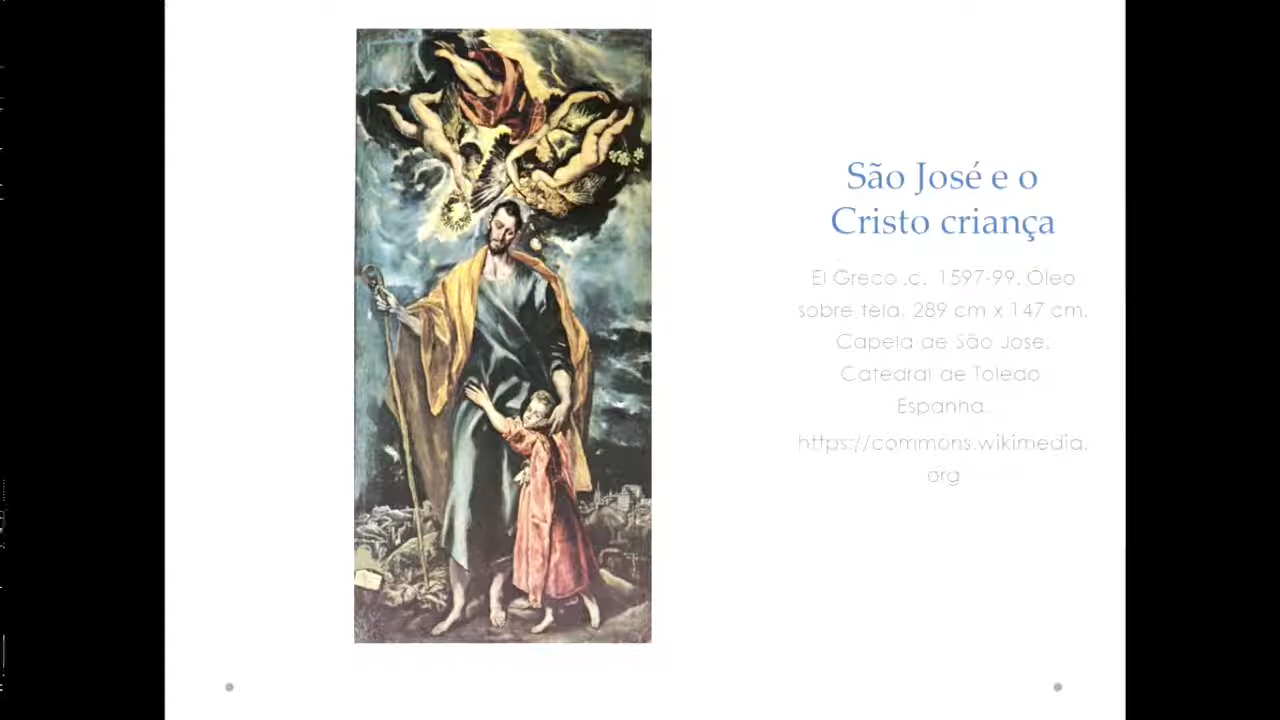 São José e o
Cristo criança
El Greco .c. 1597-99. Óleo
sobre tela. 289 cm x 147 cm.
Capela de São Jose.
Catedral de Toledo
Espanha.
https://commons.wikimedia.
org